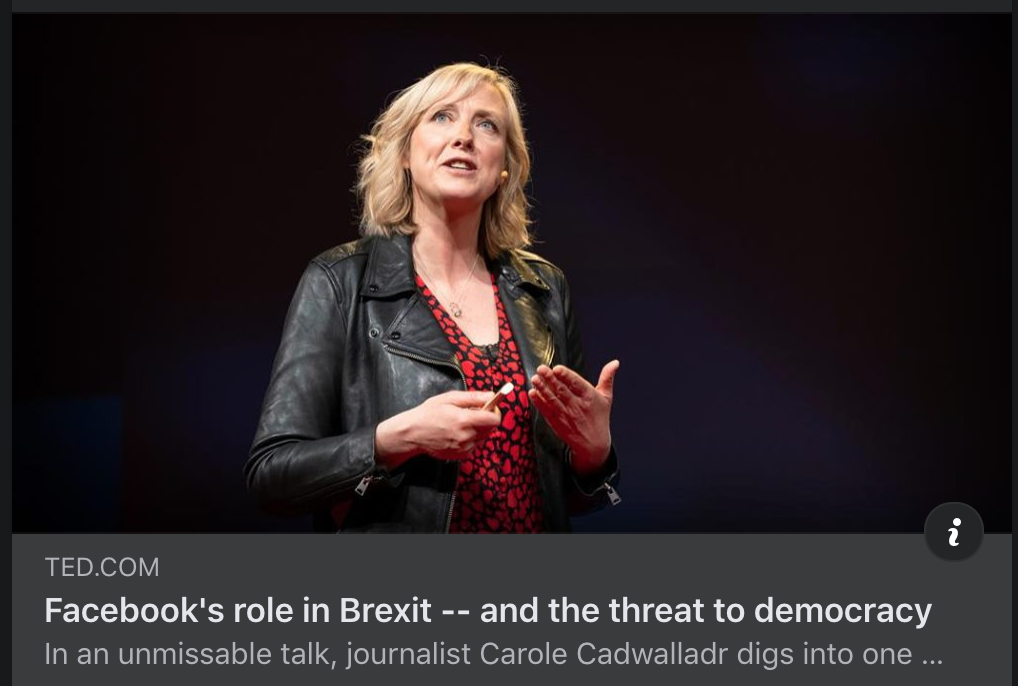 TED.COM
Facebook's role in Brexit -- and the threat to democracy
In an unmissable talk, journalist Carole Cadwalladr digs into one ...